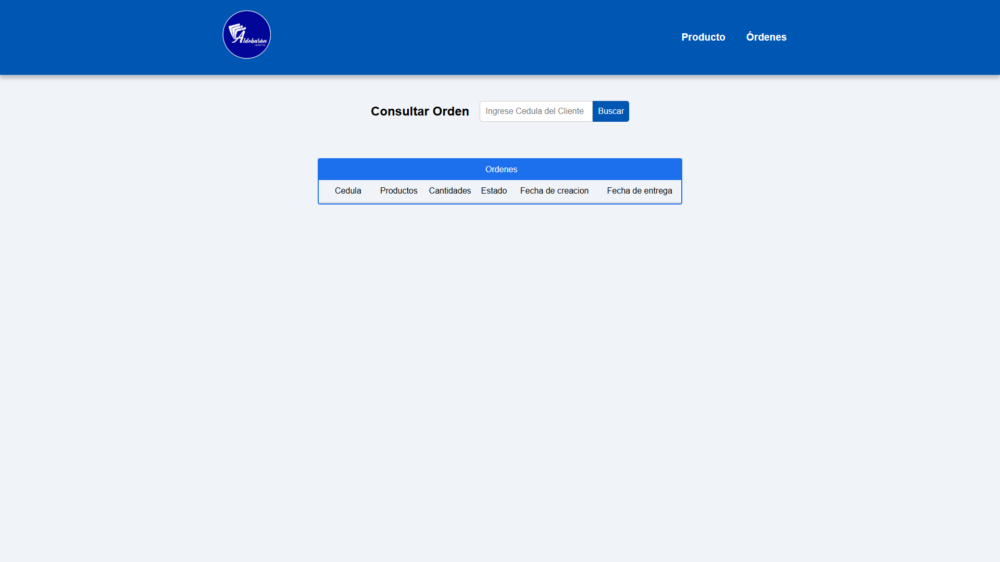 Aldebarán
Producto
Órdenes
Consultar Orden
Ingrese Cedula del Cliente
Buscar
Ordenes
Cedula
Productos
Cantidades
Estado
Fecha de creacion
Fecha de entrega